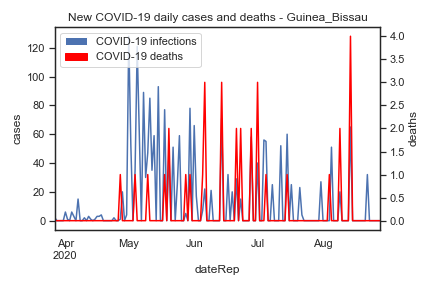 New COVID-19 daily cases and deaths - Guinea_Bissau
COVID-19 infections
COVID-19 deaths
120
100
80
60
40
20
0
cases
4.0
3.5
3.0
2.5
2.0
1.5
1.0
0.5
0.0
deaths
Apr May Jun Jul Aug
2020
dateRep